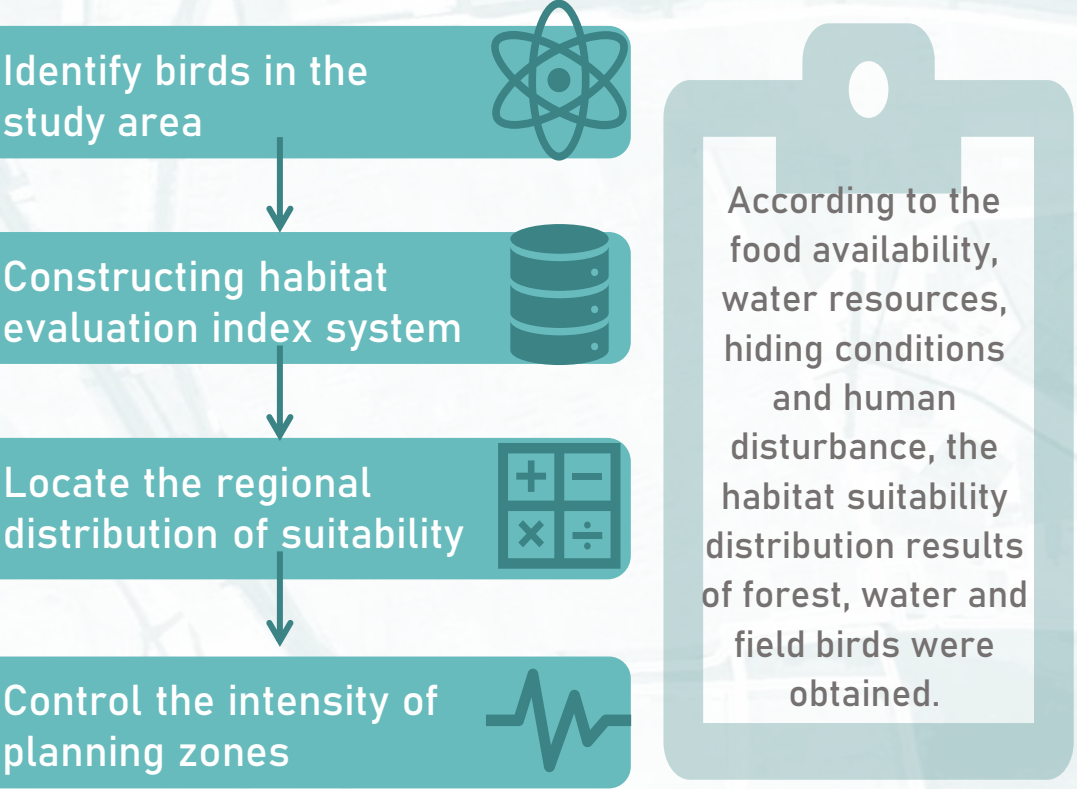 Identify birds in the
study area
Constructing habitat
evaluation index system
Locate the regional
distribution of suitability
Control the intensity of
planning zones
According to the
food availability,
water resources,
hiding conditions
and human
disturbance, the
habitat suitability
distribution results
of forest, water and
field birds were
obtained.